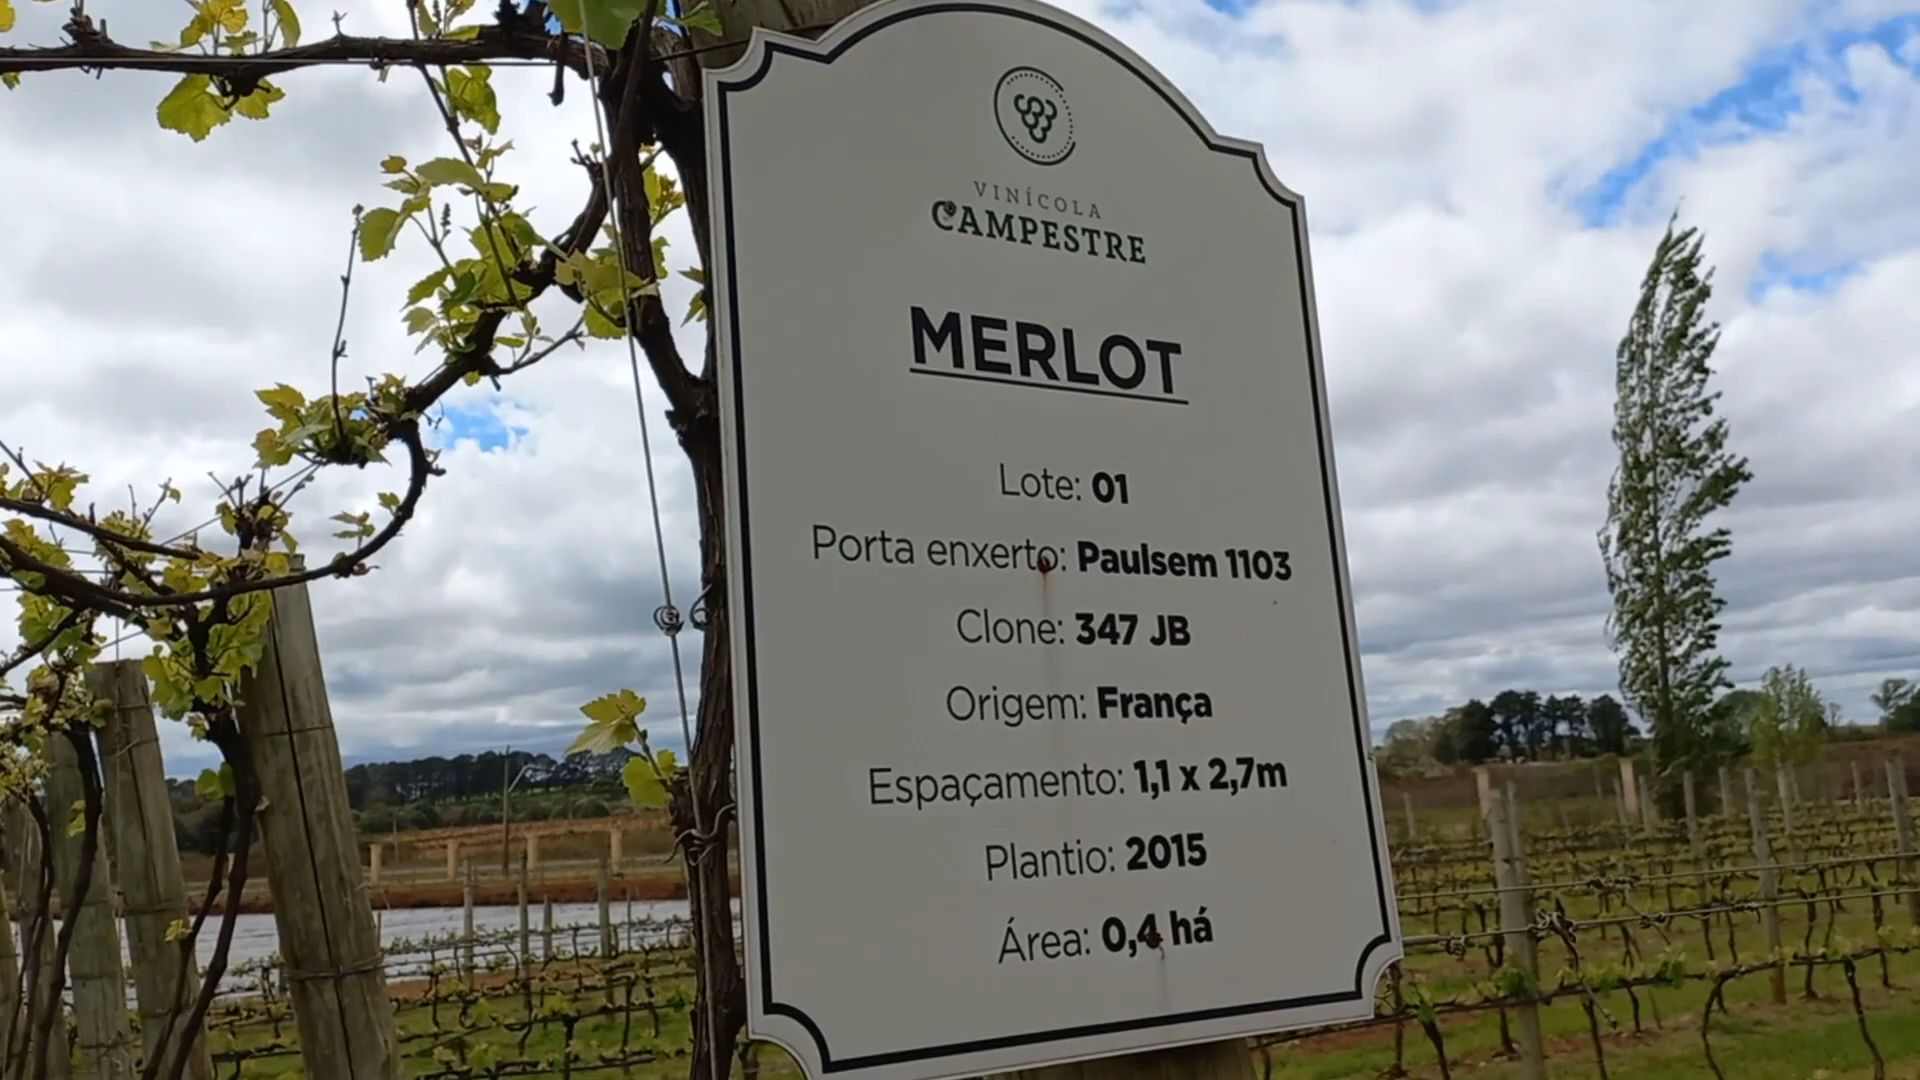 VINÍCOLA
CAMPESTRE
MERLOT
Lote: 01
Porta enxerto: Paulsem 1103
Clone: 347 JB
Origem: França
Espaçamento: 1,1 x 2,7m
Plantio: 2015
Área: 0,4 há